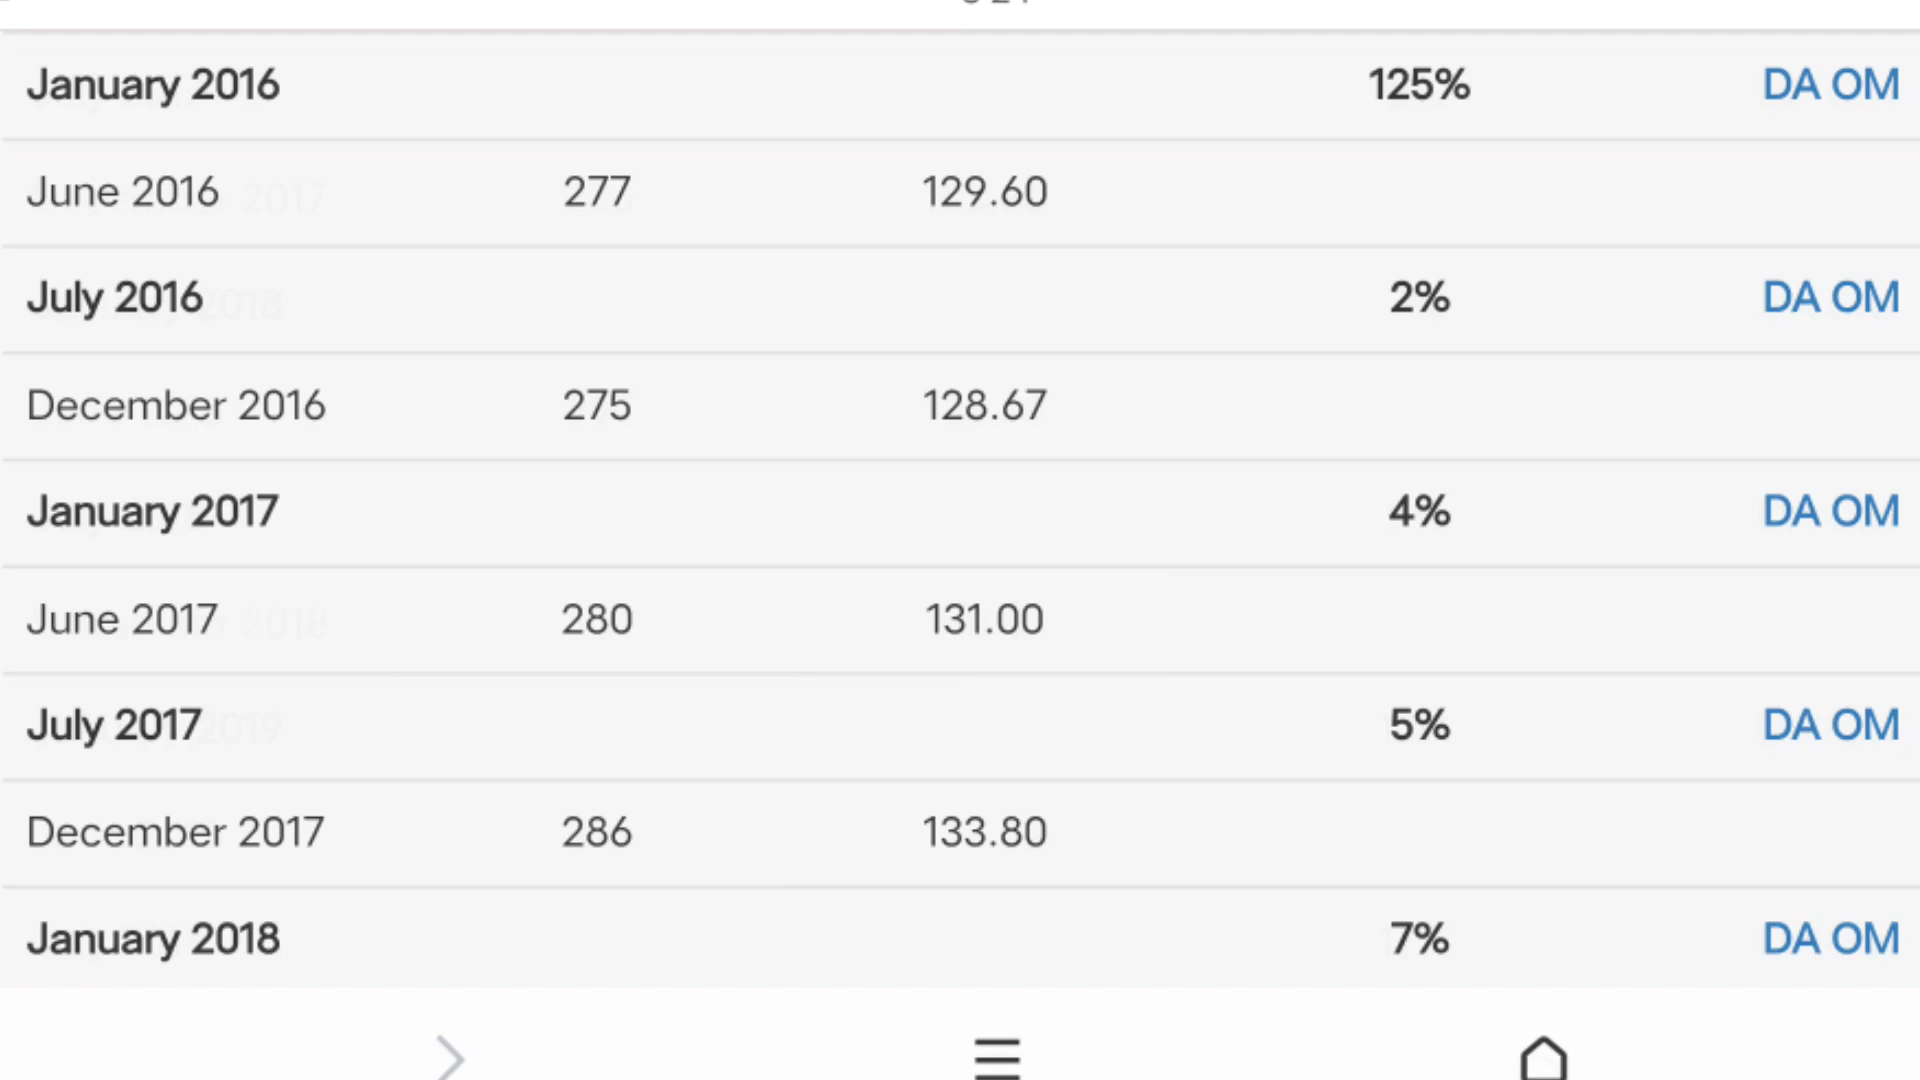 January 2016 125% DA OM
June 2016 277 129.60
July 2016 2% DA OM
December 2016 275 128.67
January 2017 4% DA OM
June 2017 280 131.00
July 2017 5% DA OM
December 2017 286 133.80
January 2018 7% DA OM